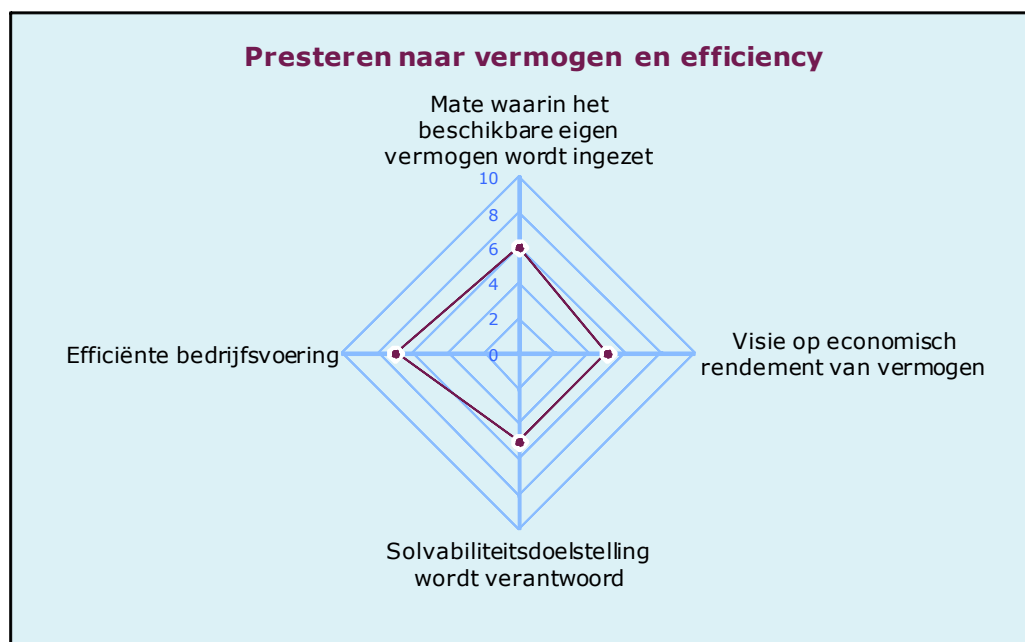 Presteren naar vermogen en efficiency
Mate waarin het
beschikbare eigen
vermogen wordt ingezet
10
8
6
4
2
0
Efficiënte bedrijfsvoering
Visie op economisch
rendement van vermogen
Solvabiliteitsdoelstelling
wordt verantwoord